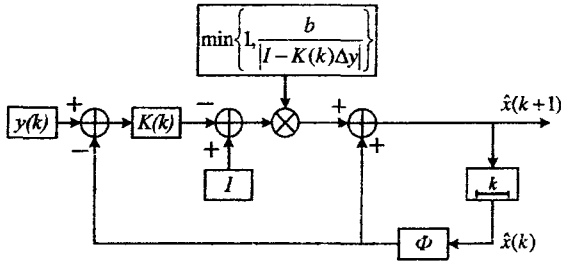 min{1, b / |I − K(k)Δy|}
y(k)
+
−
K(k)
−
+
I
+
+
x̂(k+1)
k
Φ
x̂(k)